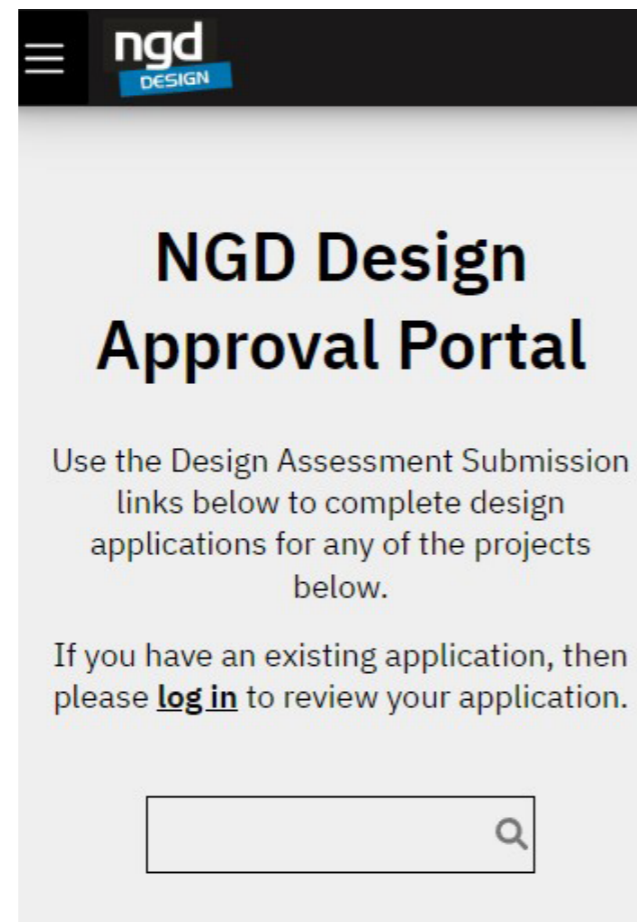 ngd
DESIGN
NGD Design
Approval Portal
Use the Design Assessment Submission
links below to complete design
applications for any of the projects
below.
If you have an existing application, then
please log in to review your application.